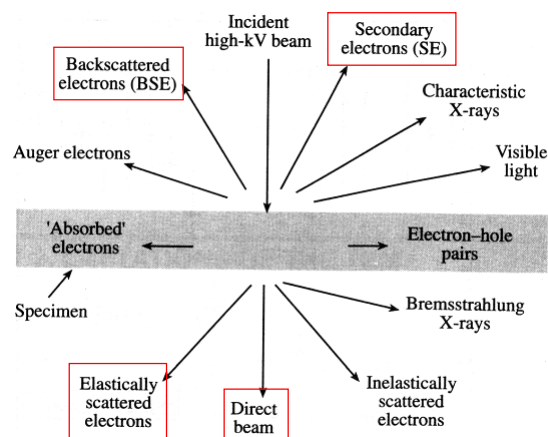 Incident
high-kV beam
Secondary
electrons (SE)
Backscattered
electrons (BSE)
Characteristic
X-rays
Auger electrons
Visible
light
'Absorbed'
electrons
Electron–hole
pairs
Specimen
Bremsstrahlung
X-rays
Elastically
scattered
electrons
Direct
beam
Inelastically
scattered
electrons